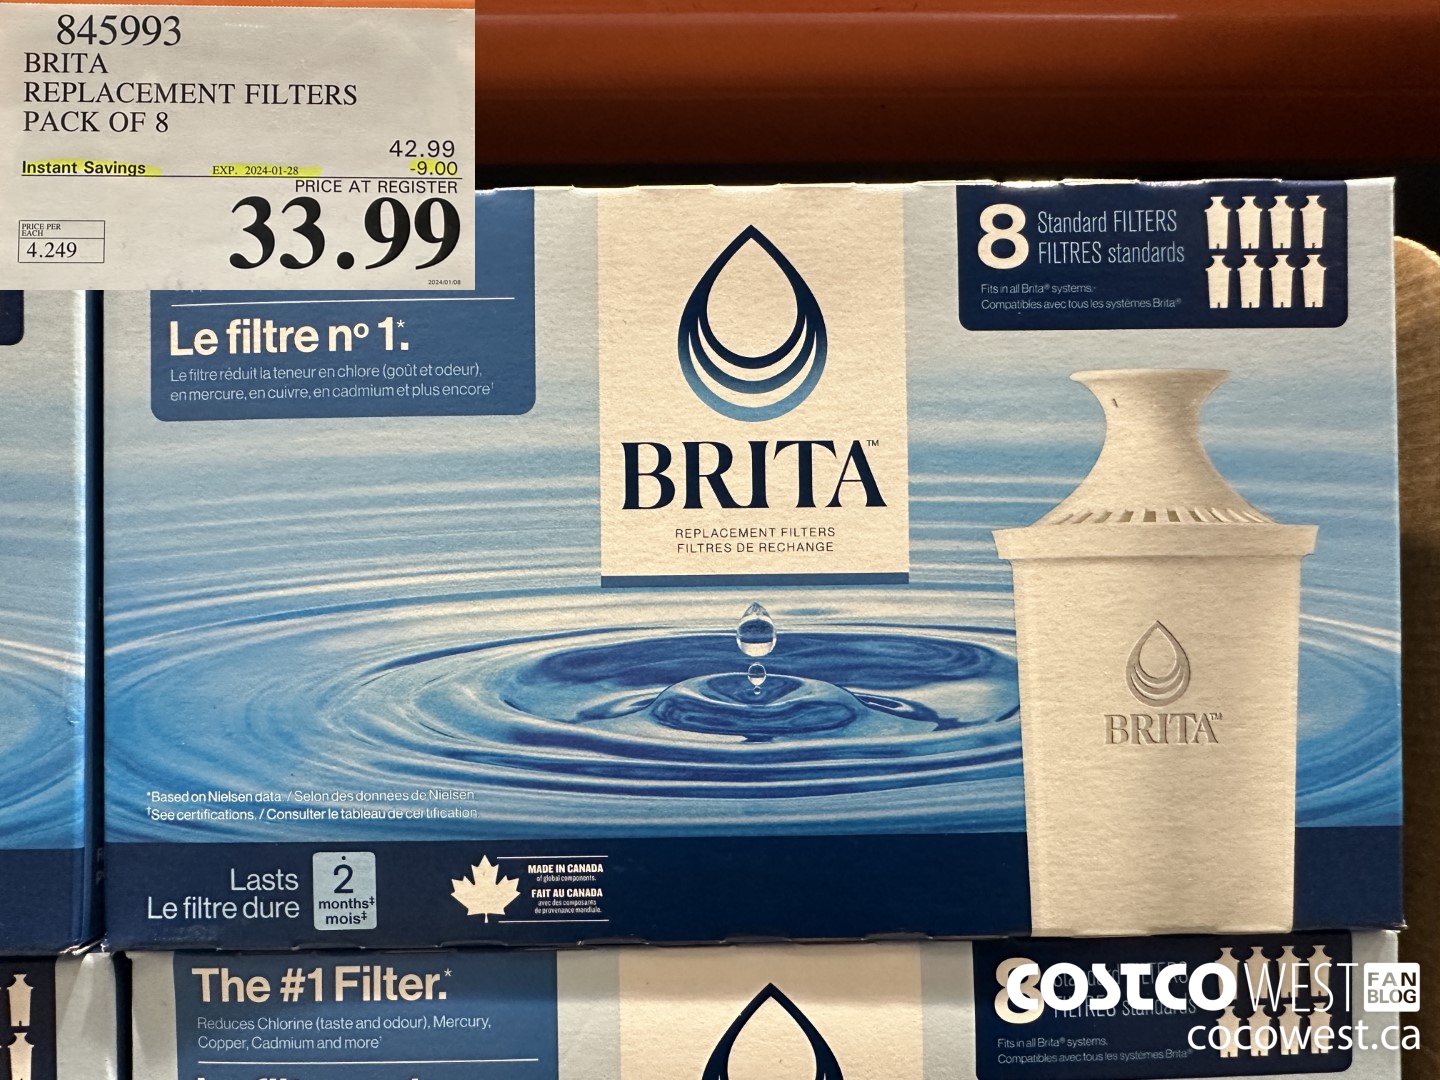 845993
BRITA
REPLACEMENT FILTERS
PACK OF 8
42.99
Instant Savings EXP. 2024-01-28 -9.00
PRICE AT REGISTER
33.99
PRICE PER
EACH
4.249
2024/01/08
Le filtre nº 1.*
Le filtre réduit la teneur en chlore (goût et odeur),
en mercure, en cuivre, en cadmium et plus encore†
BRITA™
REPLACEMENT FILTERS
FILTRES DE RECHANGE
8 Standard FILTERS
FILTRES standards
Fits in all Brita® systems.
Compatibles avec tous les systèmes Brita®
BRITA™
*Based on Nielsen data. / Selon des données de Nielsen
†See certifications. / Consulter le tableau de certification
Lasts
Le filtre dure
2
months‡
mois‡
MADE IN CANADA
of global components.
FAIT AU CANADA
avec des composants
de provenance mondiale.
The #1 Filter.*
Reduces Chlorine (taste and odour), Mercury,
Copper, Cadmium and more†
8 Standard FILTERS
FILTRES standards
Fits in all Brita® systems.
Compatibles avec tous les systèmes Brita®
COSTCO WEST FAN BLOG
cocowest.ca